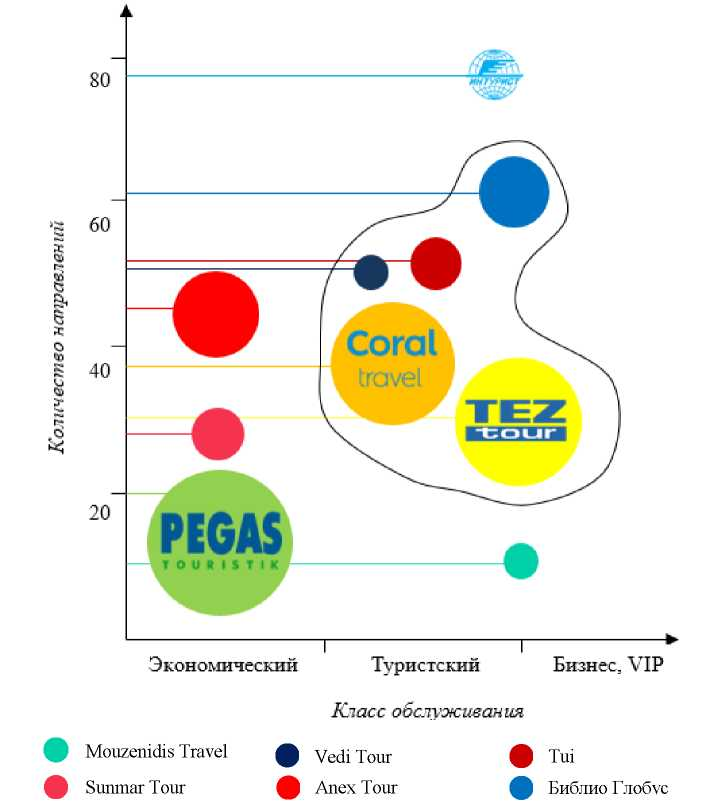 80
ИНТУРИСТ
60
Количество направлений
Coral
travel
40
TEZ
tour
20
PEGAS
TOURISTIK
Экономический Туристский Бизнес, VIP
Класс обслуживания
Mouzenidis Travel Vedi Tour Tui
Sunmar Tour Anex Tour Библио Глобус